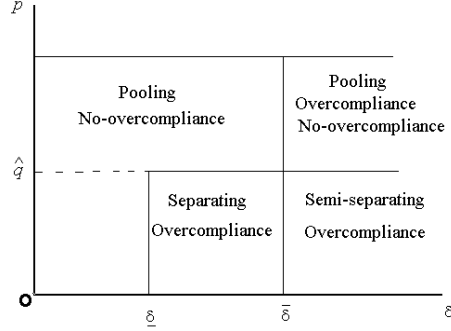 p
Pooling
No-overcompliance
Pooling
Overcompliance
No-overcompliance
q̂
Separating
Overcompliance
Semi-separating
Overcompliance
O
δ̲
δ̄
δ